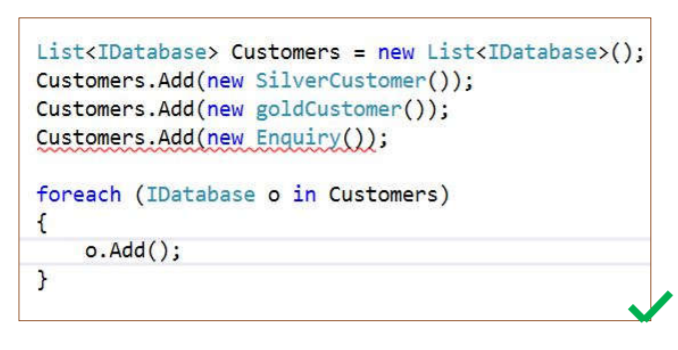 List<IDatabase> Customers = new List<IDatabase>();
Customers.Add(new SilverCustomer());
Customers.Add(new goldCustomer());
Customers.Add(new Enquiry());
foreach (IDatabase o in Customers)
{
o.Add();
}